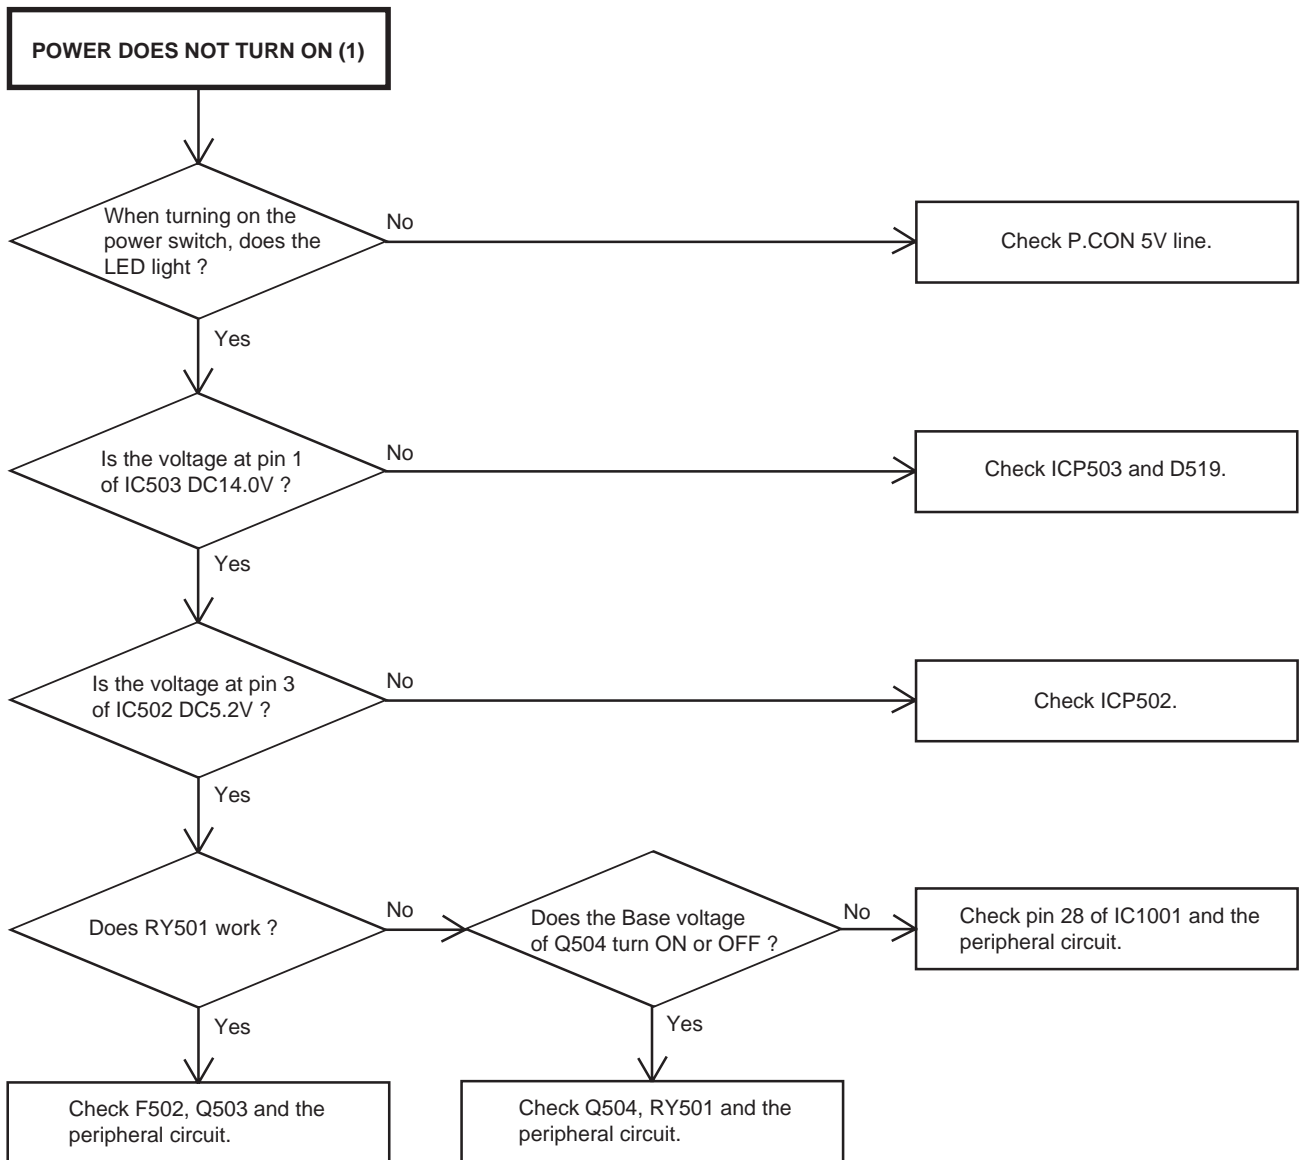 POWER DOES NOT TURN ON (1)
When turning on the
power switch, does the
LED light ?
No
Check P.CON 5V line.
Yes
Is the voltage at pin 1
of IC503 DC14.0V ?
No
Check ICP503 and D519.
Yes
Is the voltage at pin 3
of IC502 DC5.2V ?
No
Check ICP502.
Yes
Does RY501 work ?
No
Does the Base voltage
of Q504 turn ON or OFF ?
No
Check pin 28 of IC1001 and the
peripheral circuit.
Yes
Yes
Check F502, Q503 and the
peripheral circuit.
Check Q504, RY501 and the
peripheral circuit.